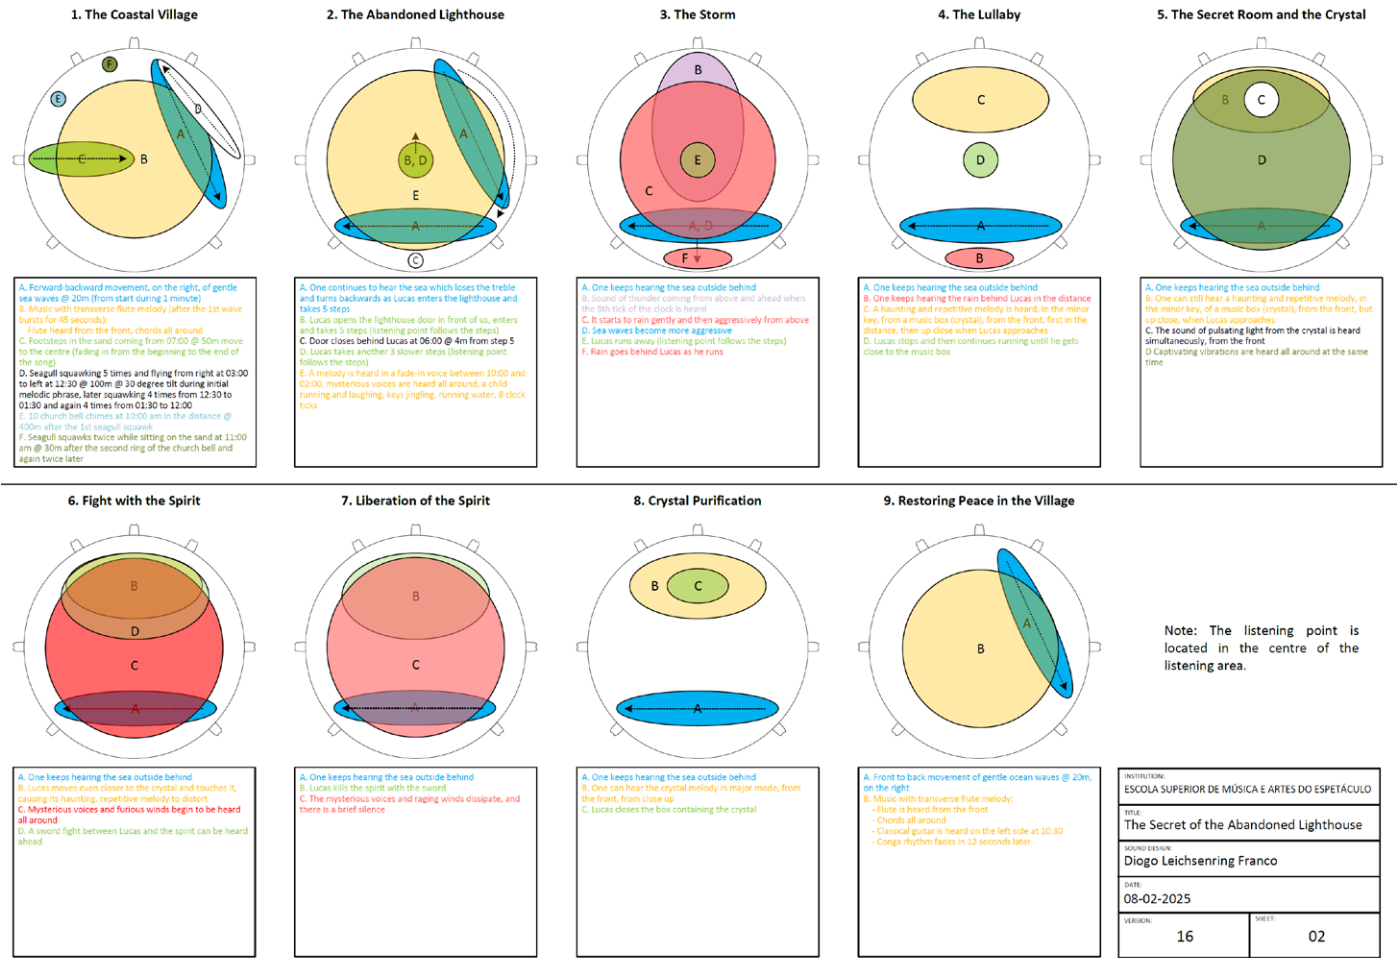 1. The Coastal Village
F
E
D
A
C
B
A. Forward-backward movement, on the right, of gentle
sea waves @ 20m (from start during 1 minute)
B. Music with transverse flute melody (after the 1st wave
bursts for 45 seconds):
Flute heard from the front, chords all around
C. Footsteps in the sand coming from 07:00 @ 50m move
to the centre (fading in from the beginning to the end of
the song)
D. Seagull squawking 5 times and flying from right at 03:00
to left at 12:30 @ 100m @ 30 degree tilt during initial
melodic phrase, later squawking 4 times from 12:30 to
01:30 and again 4 times from 01:30 to 12:00
E. 10 church bell chimes at 10:00 am in the distance @
400m after the 1st seagull squawk
F. Seagull squawks twice while sitting on the sand at 11:00
am @ 30m after the second ring of the church bell and
again twice later
2. The Abandoned Lighthouse
A
B, D
E
A
C
A. One continues to hear the sea which loses the treble
and turns backwards as Lucas enters the lighthouse and
takes 5 steps
B. Lucas opens the lighthouse door in front of us, enters
and takes 5 steps (listening point follows the steps)
C. Door closes behind Lucas at 06:00 @ 4m from step 5
D. Lucas takes another 3 slower steps (listening point
follows the steps)
E. A melody is heard in a fade-in voice between 10:00 and
02:00, mysterious voices are heard all around, a child
running and laughing, keys jingling, running water, 8 clock
ticks
3. The Storm
B
E
C
A, D
F
A. One keeps hearing the sea outside behind
B. Sound of thunder coming from above and ahead when
the 8th tick of the clock is heard
C. It starts to rain gently and then aggressively from above
D. Sea waves become more aggressive
E. Lucas runs away (listening point follows the steps)
F. Rain goes behind Lucas as he runs
4. The Lullaby
C
D
A
B
A. One keeps hearing the sea outside behind
B. One keeps hearing the rain behind Lucas in the distance
C. A haunting and repetitive melody is heard, in the minor
key, from a music box (crystal), from the front, first in the
distance, then up close when Lucas approaches
D. Lucas stops and then continues running until he gets
close to the music box
5. The Secret Room and the Crystal
B
C
D
A
A. One keeps hearing the sea outside behind
B. One can still hear a haunting and repetitive melody, in
the minor key, of a music box (crystal), from the front, but
up close, when Lucas approaches
C. The sound of pulsating light from the crystal is heard
simultaneously, from the front
D Captivating vibrations are heard all around at the same
time
6. Fight with the Spirit
B
D
C
A
A. One keeps hearing the sea outside behind
B. Lucas moves even closer to the crystal and touches it,
causing its haunting, repetitive melody to distort
C. Mysterious voices and furious winds begin to be heard
all around
D. A sword fight between Lucas and the spirit can be heard
ahead
7. Liberation of the Spirit
B
C
A
A. One keeps hearing the sea outside behind
B. Lucas kills the spirit with the sword
C. The mysterious voices and raging winds dissipate, and
there is a brief silence
8. Crystal Purification
B
C
A
A. One keeps hearing the sea outside behind
B. One can hear the crystal melody in major mode, from
the front, from close up
C. Lucas closes the box containing the crystal
9. Restoring Peace in the Village
A
B
A. Front to back movement of gentle ocean waves @ 20m,
on the right
B. Music with transverse flute melody:
- Flute is heard from the front
- Chords all around
- Classical guitar is heard on the left side at 10:30
- Conga rhythm fades in 12 seconds later
Note: The listening point is
located in the centre of the
listening area.
INSTITUTION:
ESCOLA SUPERIOR DE MÚSICA E ARTES DO ESPETÁCULO
TITLE:
The Secret of the Abandoned Lighthouse
SOUND DESIGN:
Diogo Leichsenring Franco
DATE:
08-02-2025
VERSION:
16
SHEET:
02